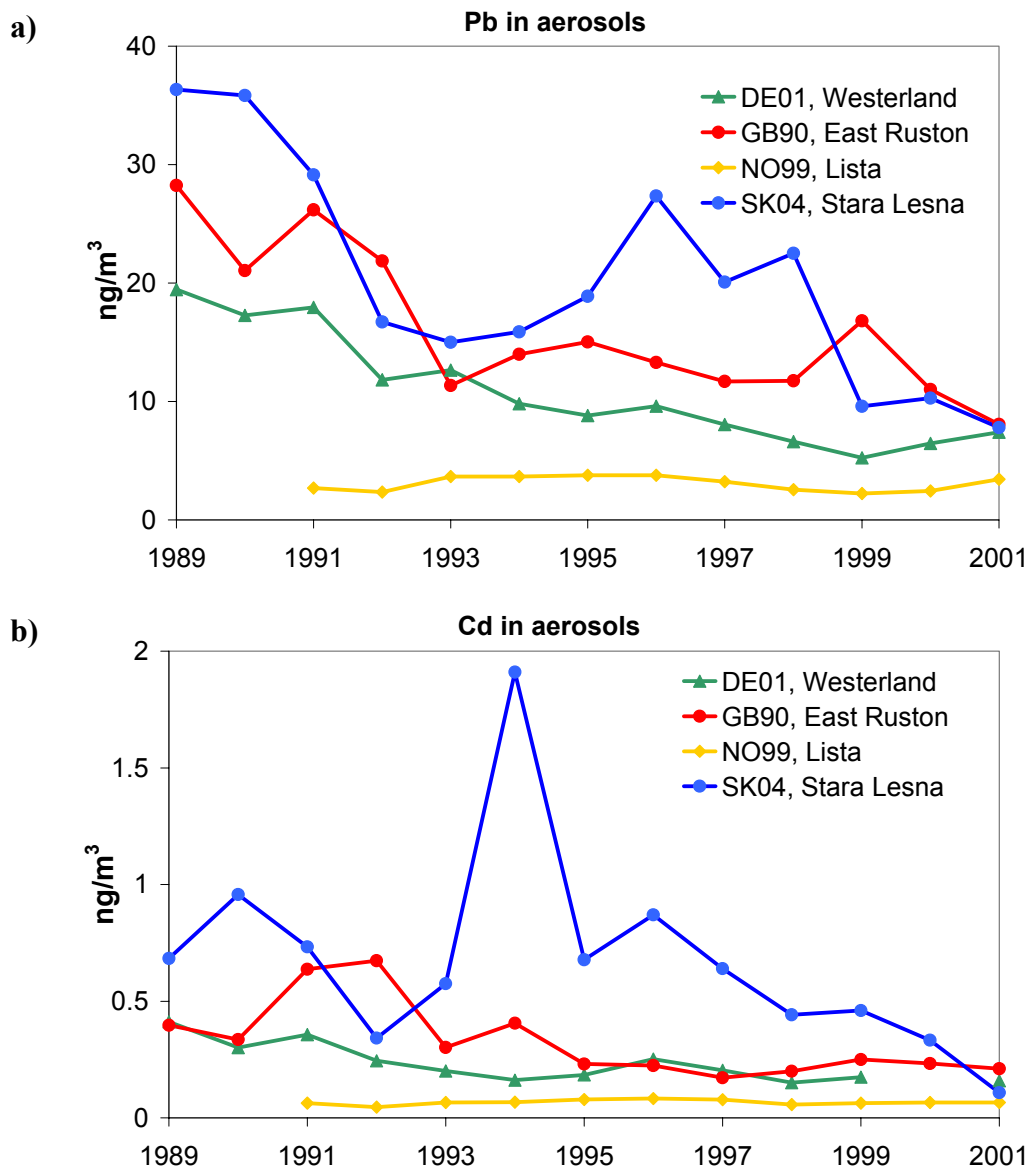 a)
Pb in aerosols
40
30
20
10
0
ng/m³
DE01, Westerland
GB90, East Ruston
NO99, Lista
SK04, Stara Lesna
1989 1991 1993 1995 1997 1999 2001
b)
Cd in aerosols
2
1.5
1
0.5
0
ng/m³
DE01, Westerland
GB90, East Ruston
NO99, Lista
SK04, Stara Lesna
1989 1991 1993 1995 1997 1999 2001